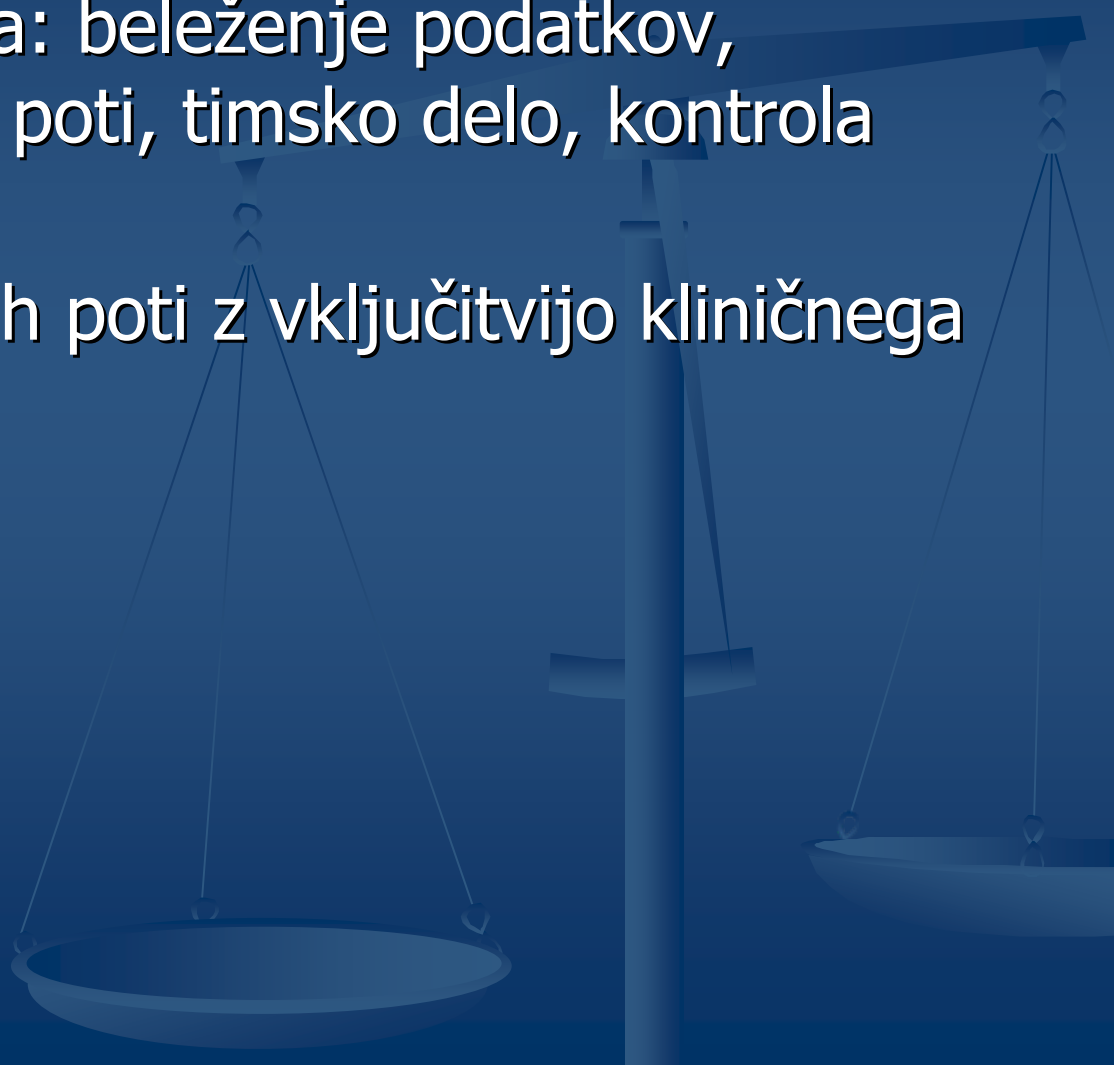 a: beleženje podatkov,
poti, timsko delo, kontrola
h poti z vključitvijo kliničnega